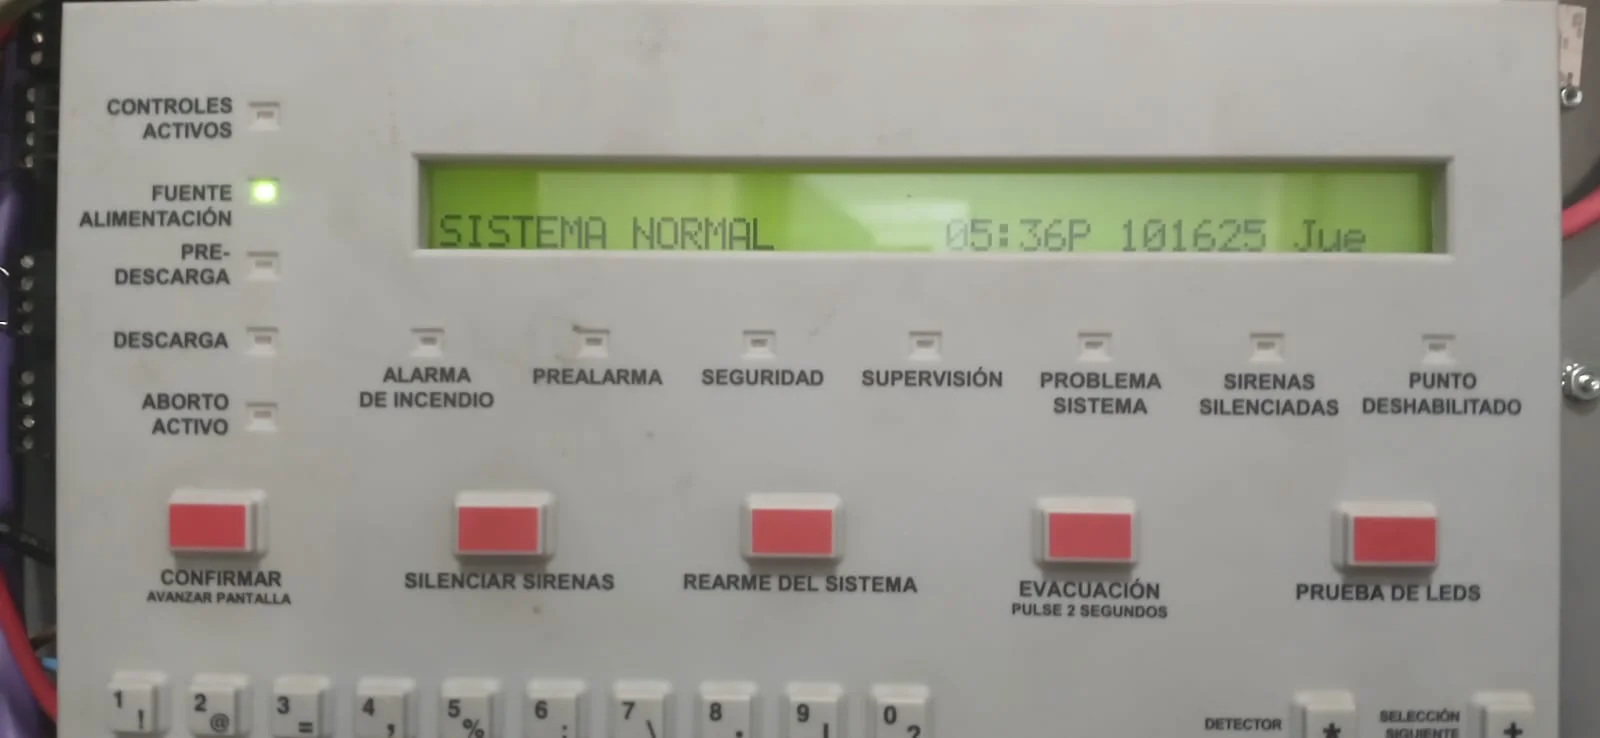 CONTROLES
ACTIVOS
FUENTE
ALIMENTACIÓN
PRE-
DESCARGA
DESCARGA
ABORTO
ACTIVO
SISTEMA NORMAL 05:36P 101625 Jue
ALARMA
DE INCENDIO
PREALARMA
SEGURIDAD
SUPERVISIÓN
PROBLEMA
SISTEMA
SIRENAS
SILENCIADAS
PUNTO
DESHABILITADO
CONFIRMAR
AVANZAR PANTALLA
SILENCIAR SIRENAS
REARME DEL SISTEMA
EVACUACIÓN
PULSE 2 SEGUNDOS
PRUEBA DE LEDS
1 !
2 @
3 =
4 ,
5 %
6 :
7 \
8
9
0 ?
DETECTOR
*
SELECCIÓN
SIGUIENTE
+